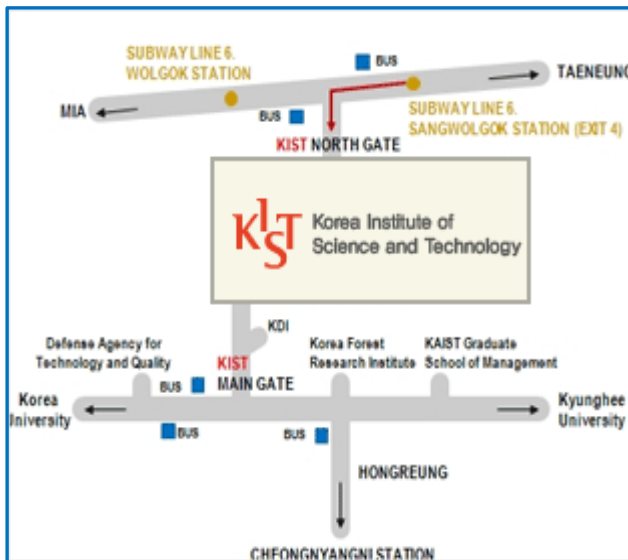 SUBWAY LINE 6.
WOLGOK STATION
BUS
TAENEUNG
MIA
BUS
SUBWAY LINE 6.
SANGWOLGOK STATION (EXIT 4)
KIST NORTH GATE
KIST
Korea Institute of
Science and Technology
KDI
Defense Agency for
Technology and Quality
KIST
MAIN GATE
Korea Forest
Research Institute
KAIST Graduate
School of Management
BUS
Korea
University
Kyunghee
University
BUS
BUS
HONGREUNG
CHEONGNYANGNI STATION